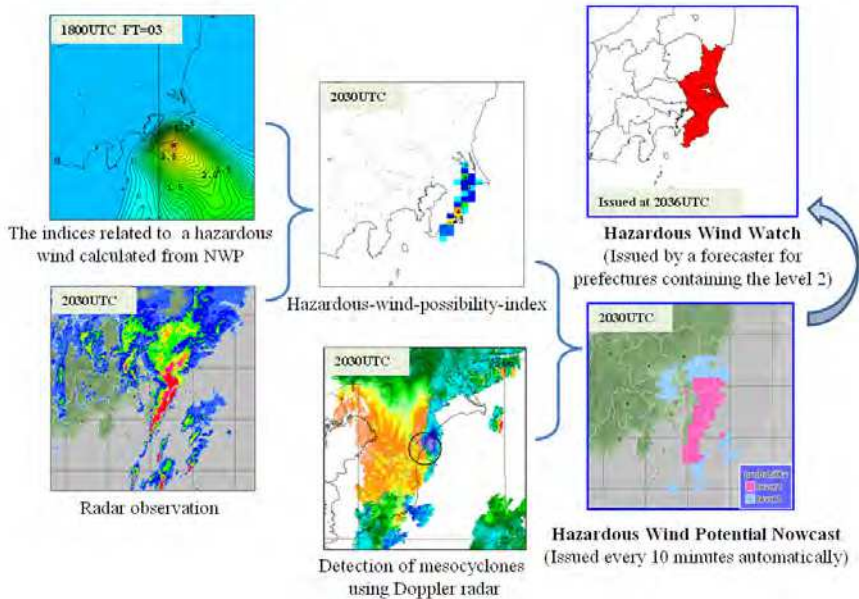 1800UTC FT=03
The indices related to a hazardous
wind calculated from NWP
2030UTC
Radar observation
2030UTC
Hazardous-wind-possibility-index
2030UTC
Detection of mesocyclones
using Doppler radar
Issued at 2036UTC
Hazardous Wind Watch
(Issued by a forecaster for
prefectures containing the level 2)
2030UTC
Hazardous Wind Potential Nowcast
(Issued every 10 minutes automatically)